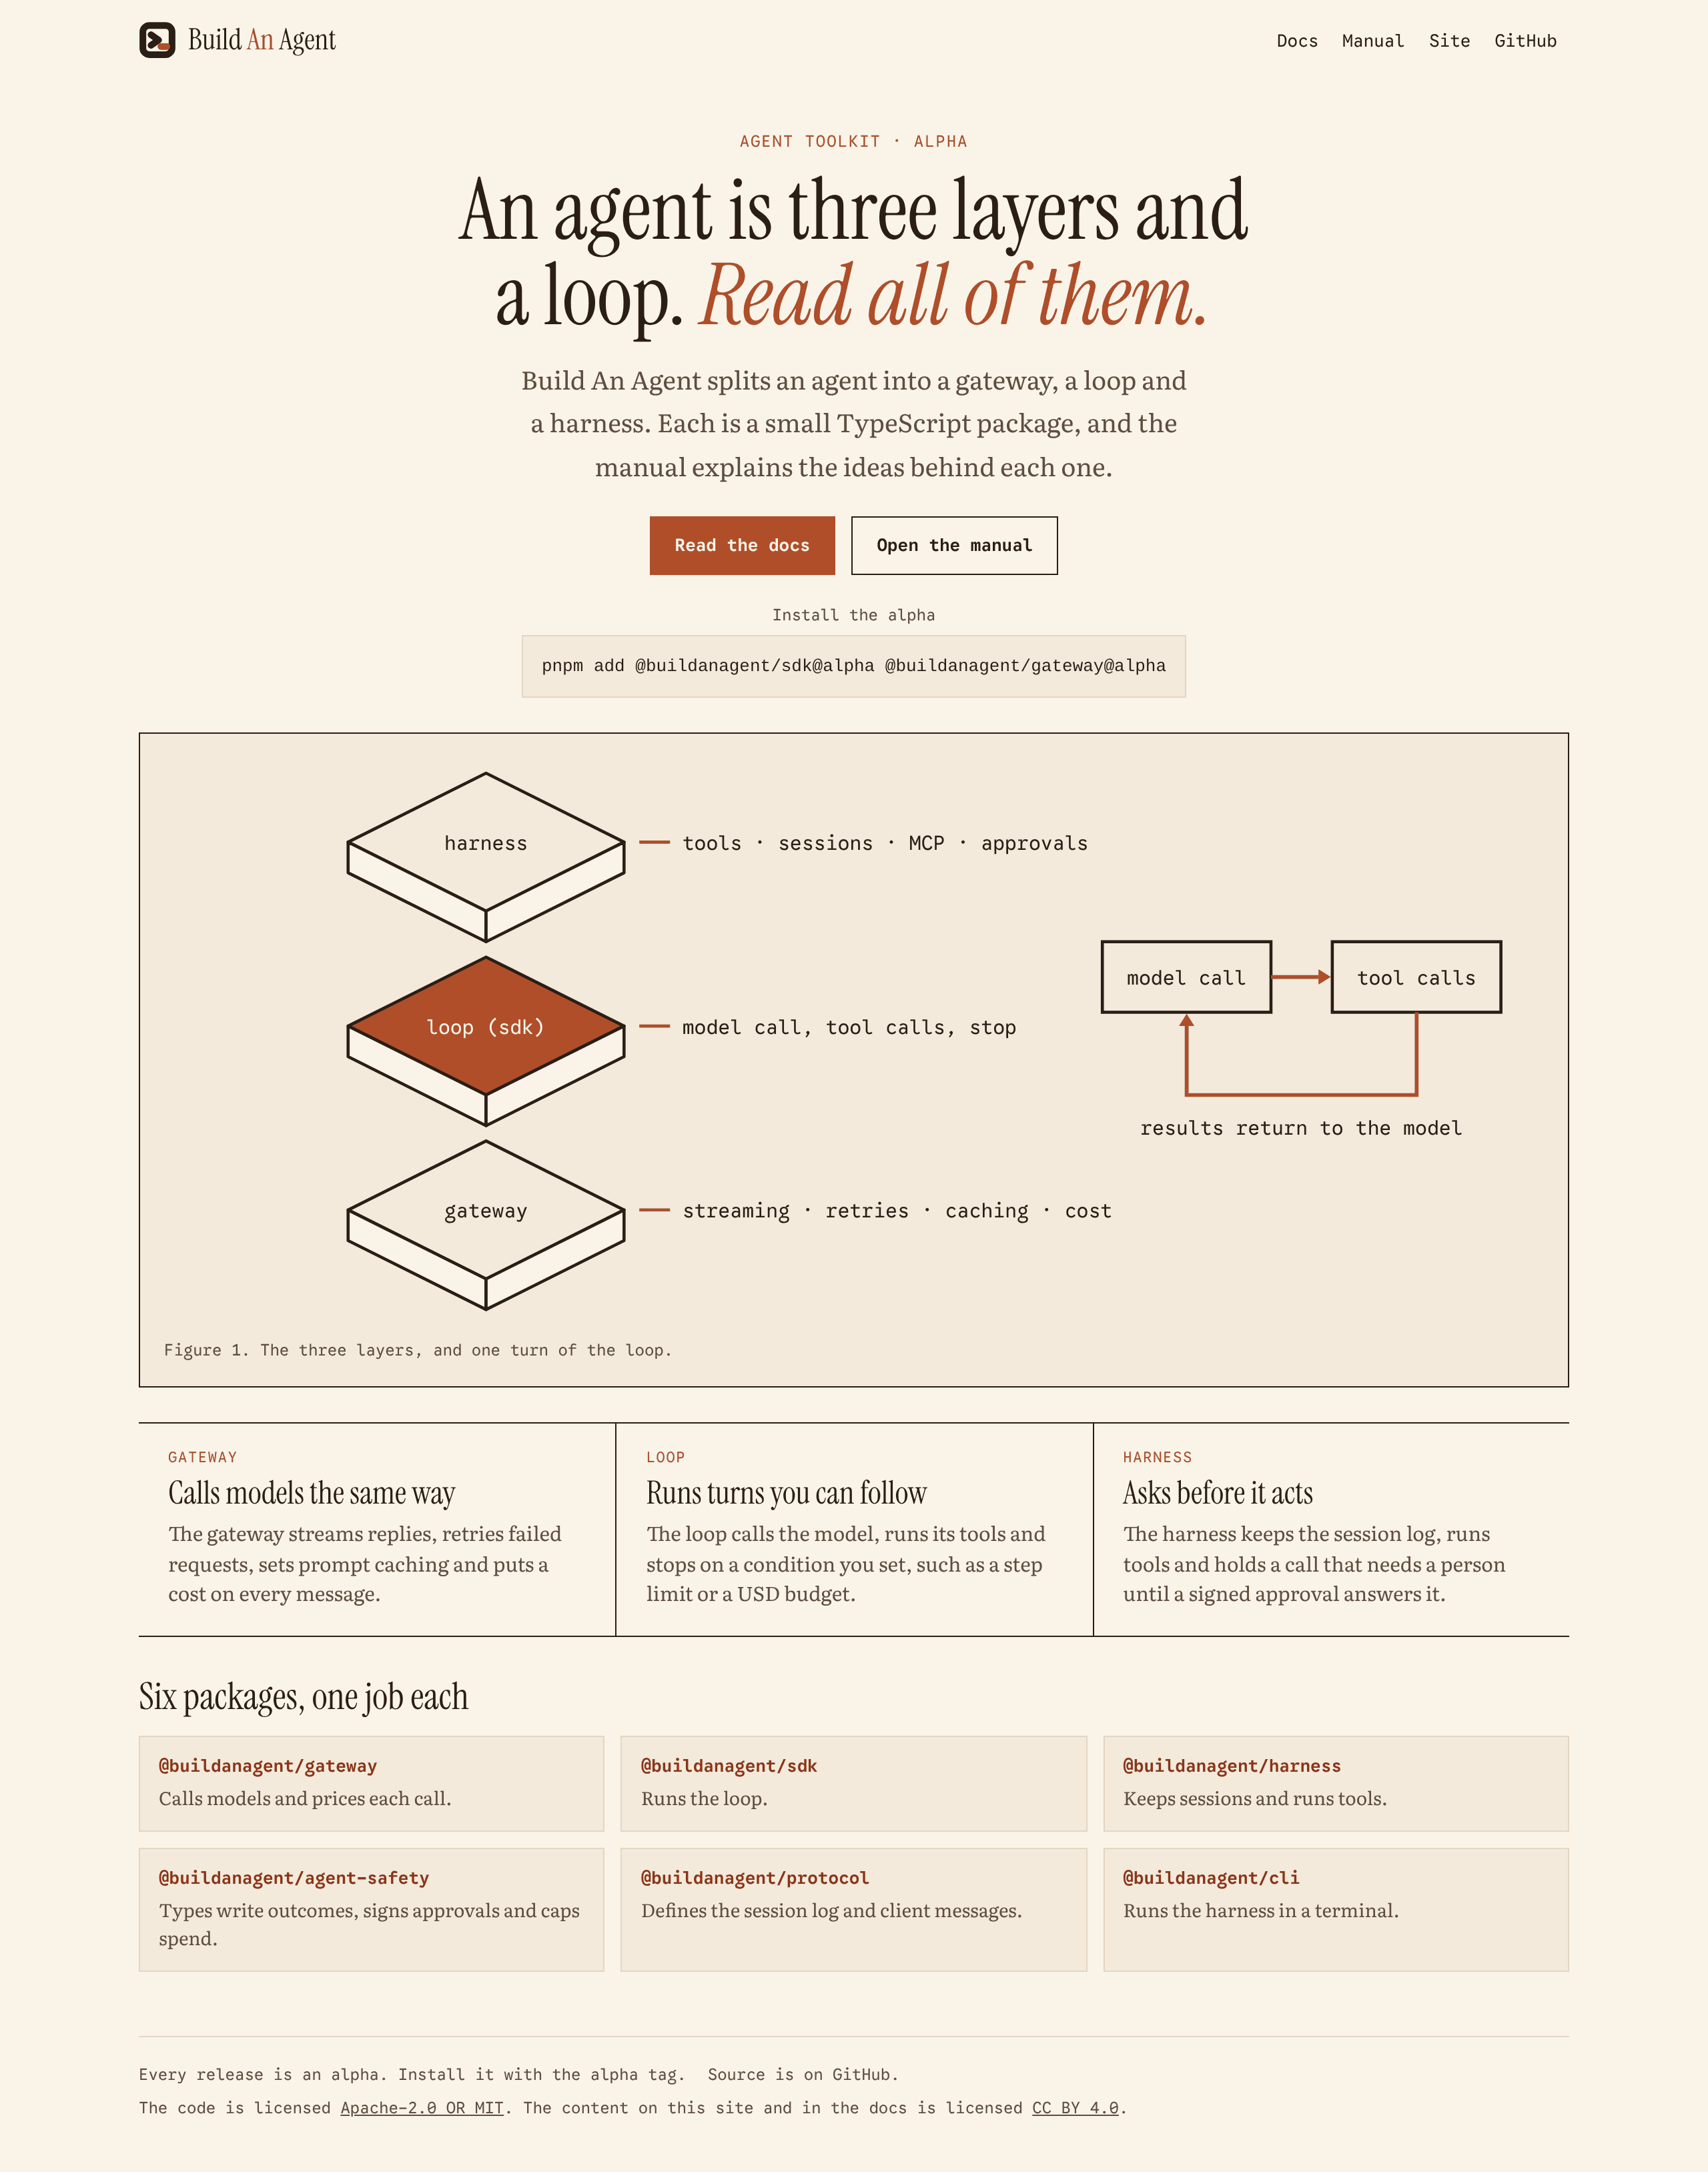 Build An Agent
Docs Manual Site GitHub
AGENT TOOLKIT · ALPHA
An agent is three layers and
a loop. Read all of them.
Build An Agent splits an agent into a gateway, a loop and
a harness. Each is a small TypeScript package, and the
manual explains the ideas behind each one.
Read the docs
Open the manual
Install the alpha
pnpm add @buildanagent/sdk@alpha @buildanagent/gateway@alpha
harness
tools · sessions · MCP · approvals
model call
tool calls
loop (sdk)
model call, tool calls, stop
results return to the model
gateway
streaming · retries · caching · cost
Figure 1. The three layers, and one turn of the loop.
GATEWAY
Calls models the same way
The gateway streams replies, retries failed
requests, sets prompt caching and puts a
cost on every message.
LOOP
Runs turns you can follow
The loop calls the model, runs its tools and
stops on a condition you set, such as a step
limit or a USD budget.
HARNESS
Asks before it acts
The harness keeps the session log, runs
tools and holds a call that needs a person
until a signed approval answers it.
Six packages, one job each
@buildanagent/gateway
Calls models and prices each call.
@buildanagent/sdk
Runs the loop.
@buildanagent/harness
Keeps sessions and runs tools.
@buildanagent/agent-safety
Types write outcomes, signs approvals and caps
spend.
@buildanagent/protocol
Defines the session log and client messages.
@buildanagent/cli
Runs the harness in a terminal.
Every release is an alpha. Install it with the alpha tag. Source is on GitHub.
The code is licensed Apache-2.0 OR MIT. The content on this site and in the docs is licensed CC BY 4.0.